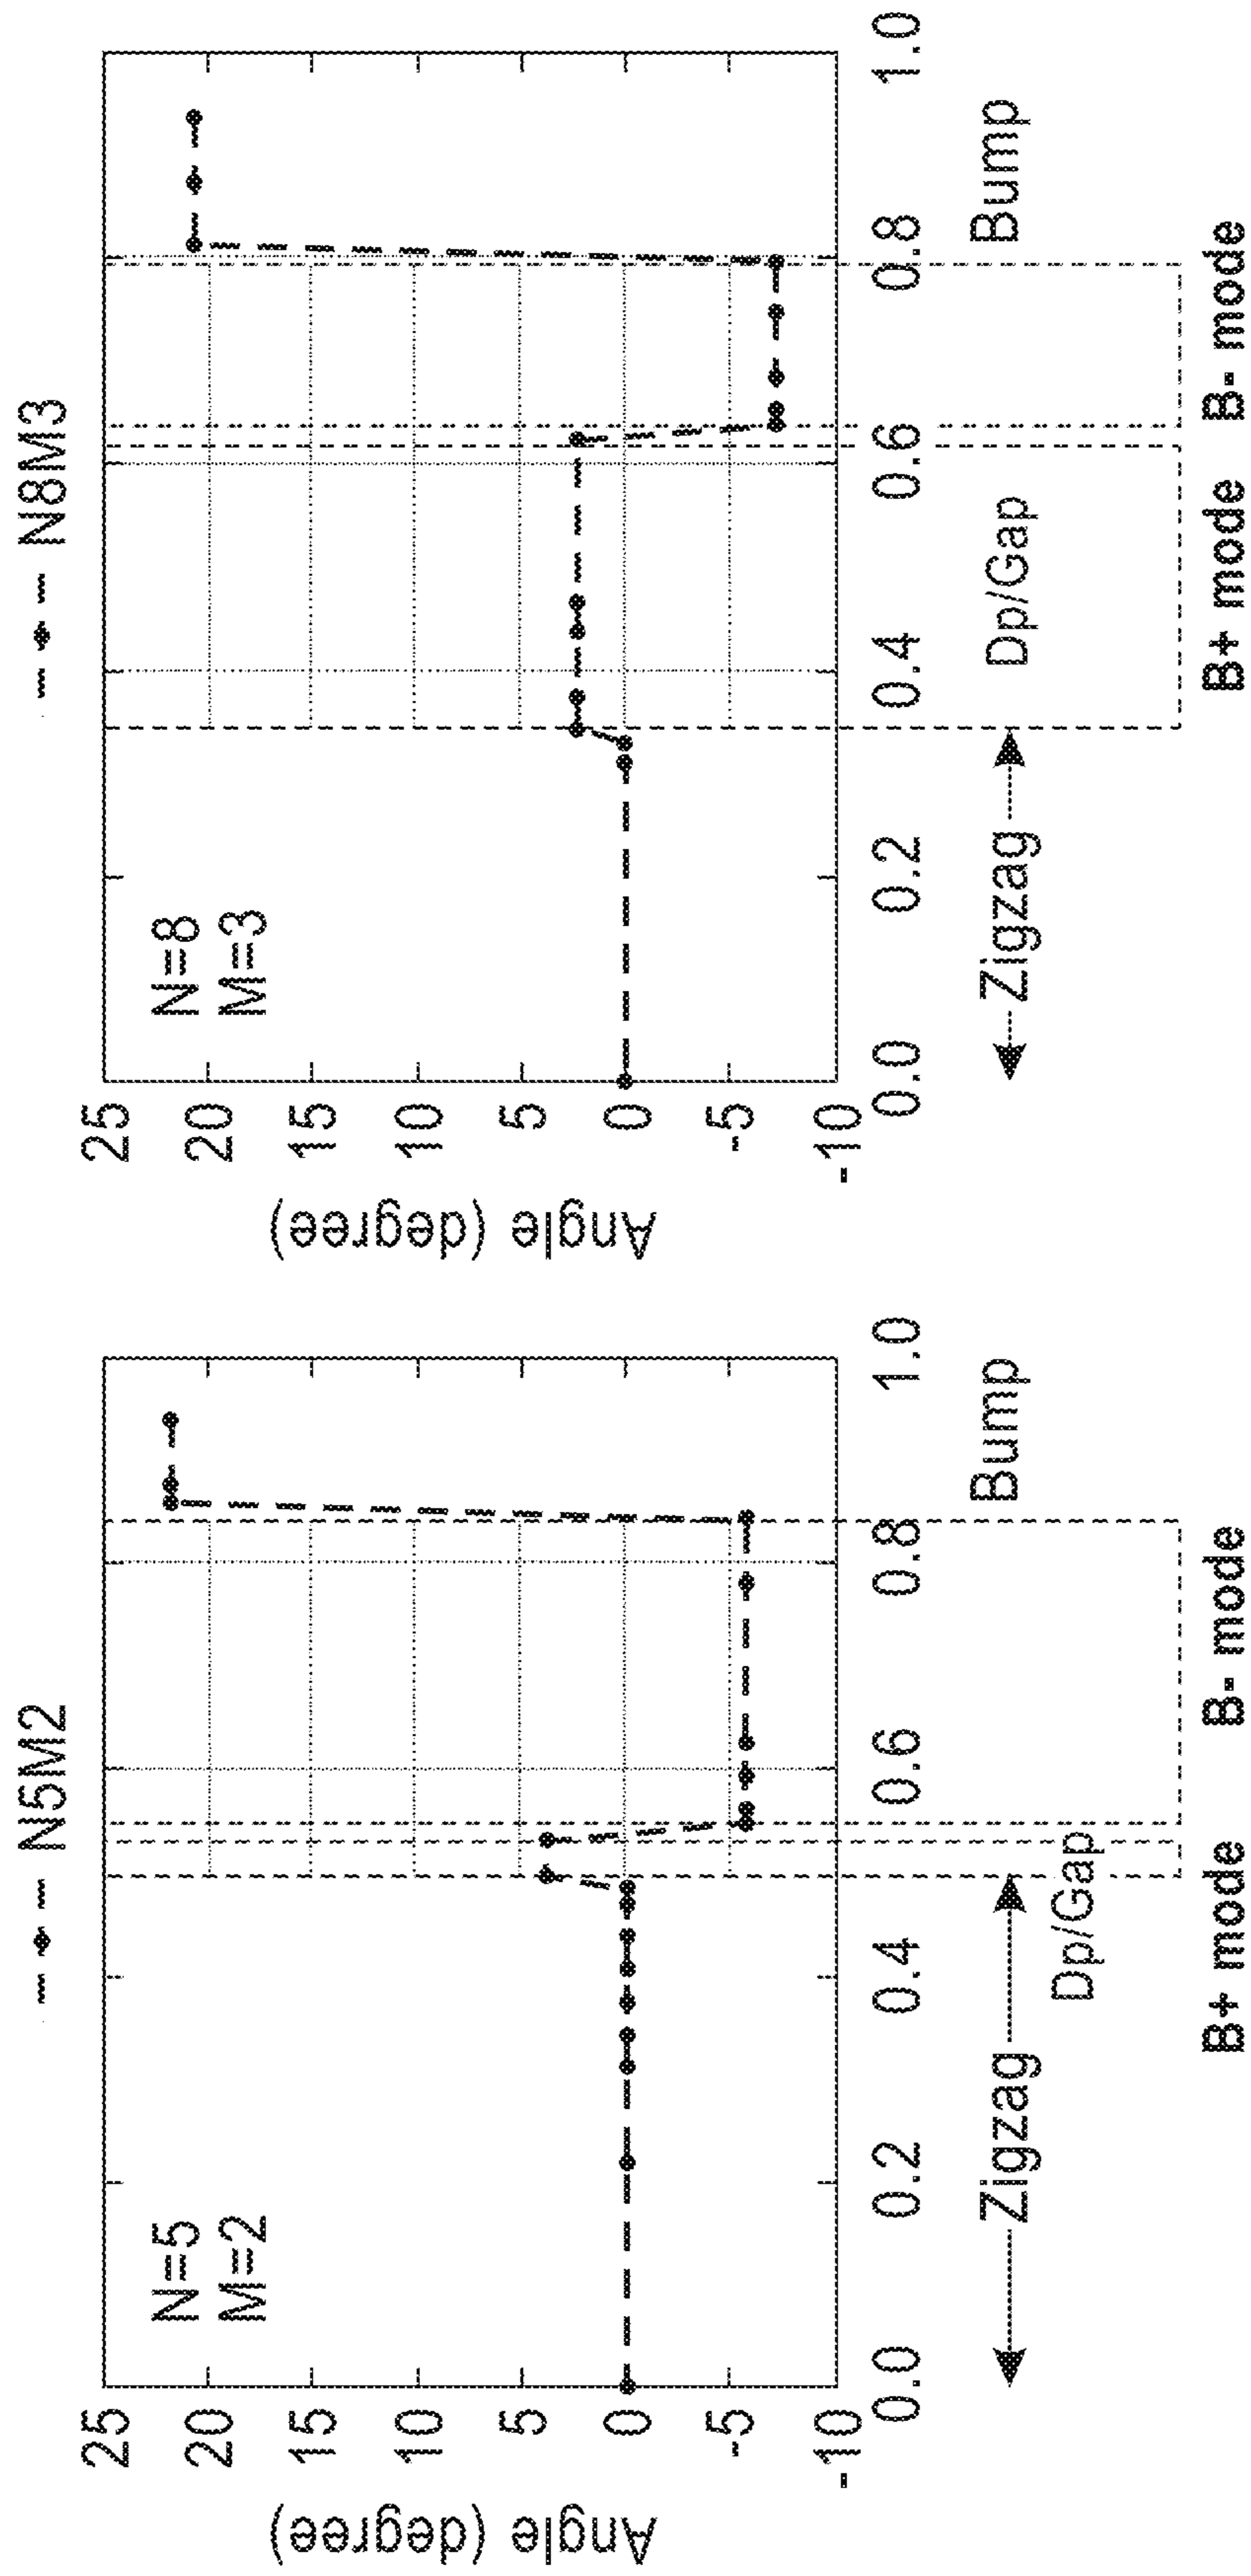 N5M2
N=5
M=2
25
20
15
10
5
0
-5
-10
Angle (degree)
0.0
0.2
0.4
0.6
0.8
1.0
Zigzag
Dp/Gap
Bump
B+ mode
B- mode
N8M3
N=8
M=3
25
20
15
10
5
0
-5
-10
Angle (degree)
0.0
0.2
0.4
0.6
0.8
1.0
Zigzag
Dp/Gap
Bump
B+ mode
B- mode